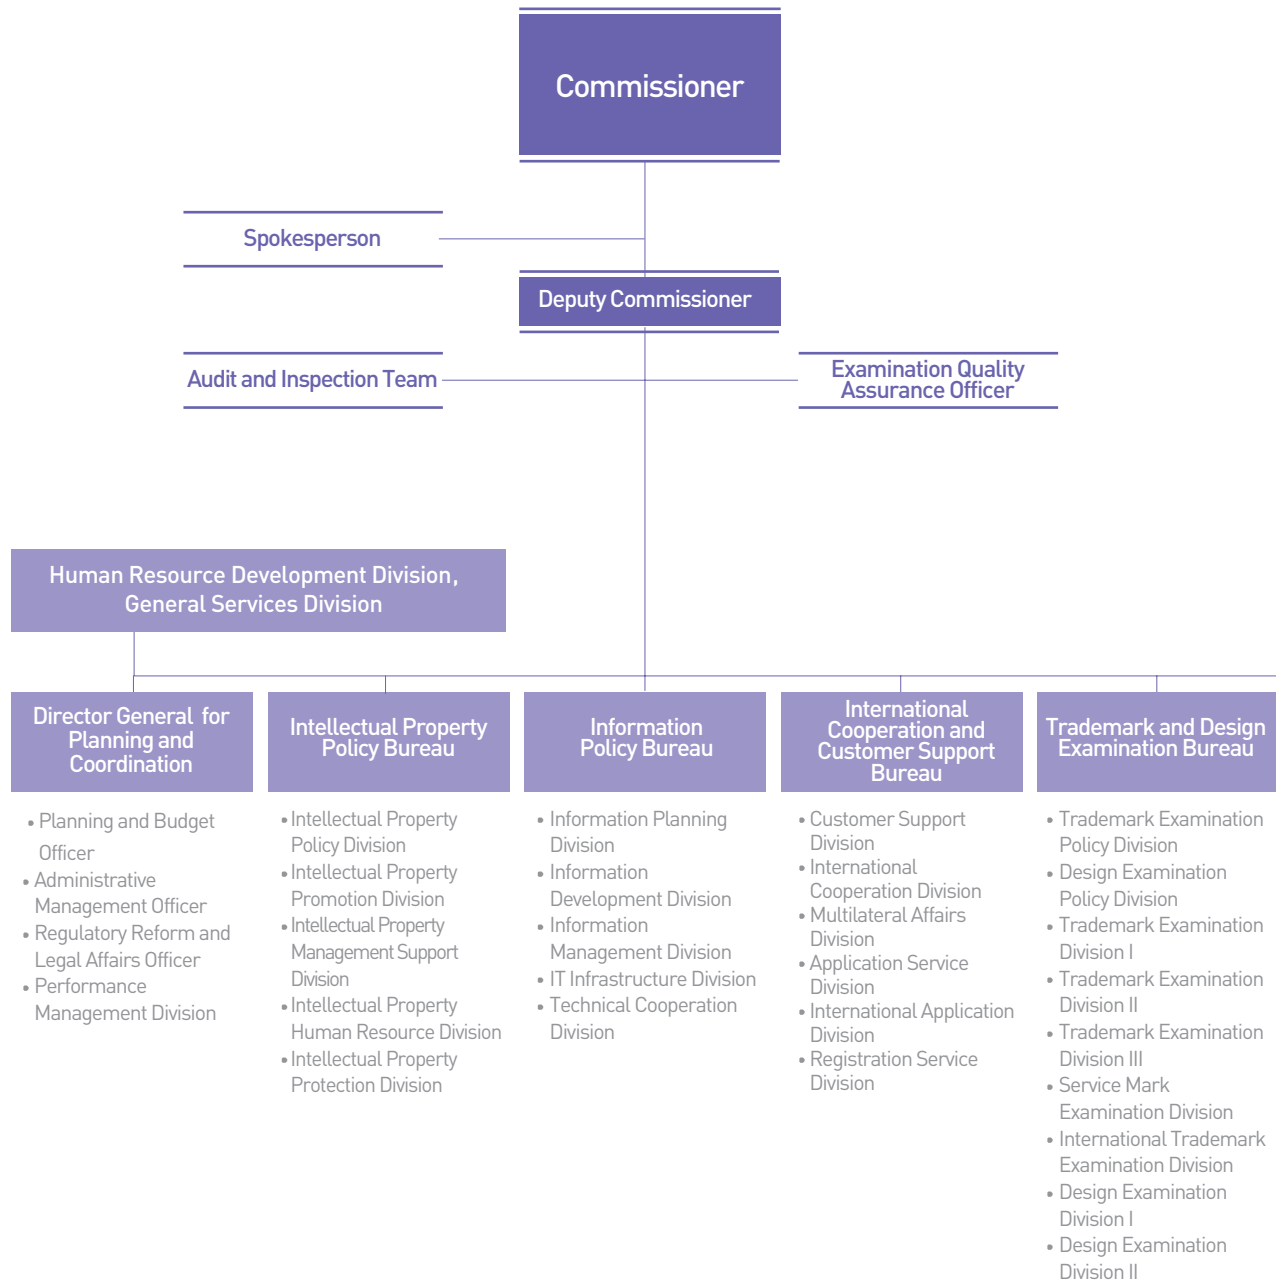 Commissioner
Spokesperson
Deputy Commissioner
Audit and Inspection Team
Examination Quality
Assurance Officer
Human Resource Development Division,
General Services Division
Director General for
Planning and
Coordination
• Planning and Budget
Officer
• Administrative
Management Officer
• Regulatory Reform and
Legal Affairs Officer
• Performance
Management Division
Intellectual Property
Policy Bureau
• Intellectual Property
Policy Division
• Intellectual Property
Promotion Division
• Intellectual Property
Management Support
Division
• Intellectual Property
Human Resource Division
• Intellectual Property
Protection Division
Information
Policy Bureau
• Information Planning
Division
• Information
Development Division
• Information
Management Division
• IT Infrastructure Division
• Technical Cooperation
Division
International
Cooperation and
Customer Support
Bureau
• Customer Support
Division
• International
Cooperation Division
• Multilateral Affairs
Division
• Application Service
Division
• International Application
Division
• Registration Service
Division
Trademark and Design
Examination Bureau
• Trademark Examination
Policy Division
• Design Examination
Policy Division
• Trademark Examination
Division I
• Trademark Examination
Division II
• Trademark Examination
Division III
• Service Mark
Examination Division
• International Trademark
Examination Division
• Design Examination
Division I
• Design Examination
Division II